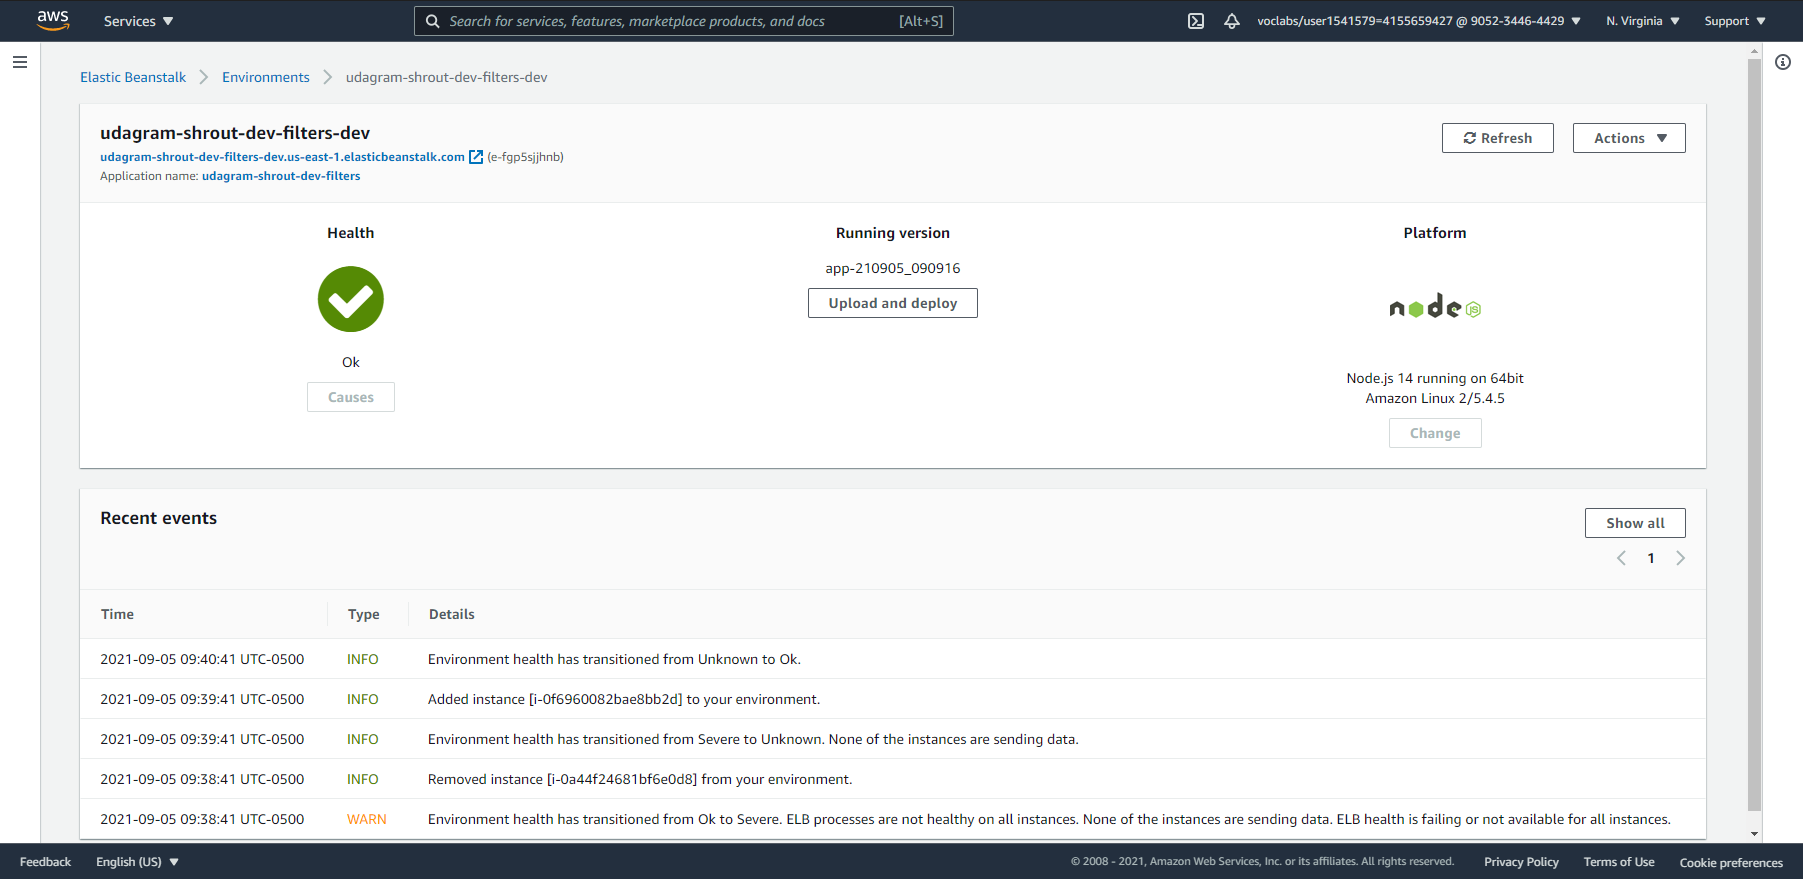 aws Services Search for services, features, marketplace products, and docs [Alt+S] voclabs/user1541579=4155659427 @ 9052-3446-4429 N. Virginia Support
Elastic Beanstalk Environments udagram-shrout-dev-filters-dev
udagram-shrout-dev-filters-dev
Refresh Actions
udagram-shrout-dev-filters-dev.us-east-1.elasticbeanstalk.com (e-fgp5sjjhnb)
Application name: udagram-shrout-dev-filters
Health
Ok
Causes
Running version
app-210905_090916
Upload and deploy
Platform
node JS
Node.js 14 running on 64bit
Amazon Linux 2/5.4.5
Change
Recent events
Show all
1
Time Type Details
2021-09-05 09:40:41 UTC-0500 INFO Environment health has transitioned from Unknown to Ok.
2021-09-05 09:39:41 UTC-0500 INFO Added instance [i-0f6960082bae8bb2d] to your environment.
2021-09-05 09:39:41 UTC-0500 INFO Environment health has transitioned from Severe to Unknown. None of the instances are sending data.
2021-09-05 09:38:41 UTC-0500 INFO Removed instance [i-0a44f24681bf6e0d8] from your environment.
2021-09-05 09:38:41 UTC-0500 WARN Environment health has transitioned from Ok to Severe. ELB processes are not healthy on all instances. None of the instances are sending data. ELB health is failing or not available for all instances.
Feedback English (US) © 2008 - 2021, Amazon Web Services, Inc. or its affiliates. All rights reserved. Privacy Policy Terms of Use Cookie preferences